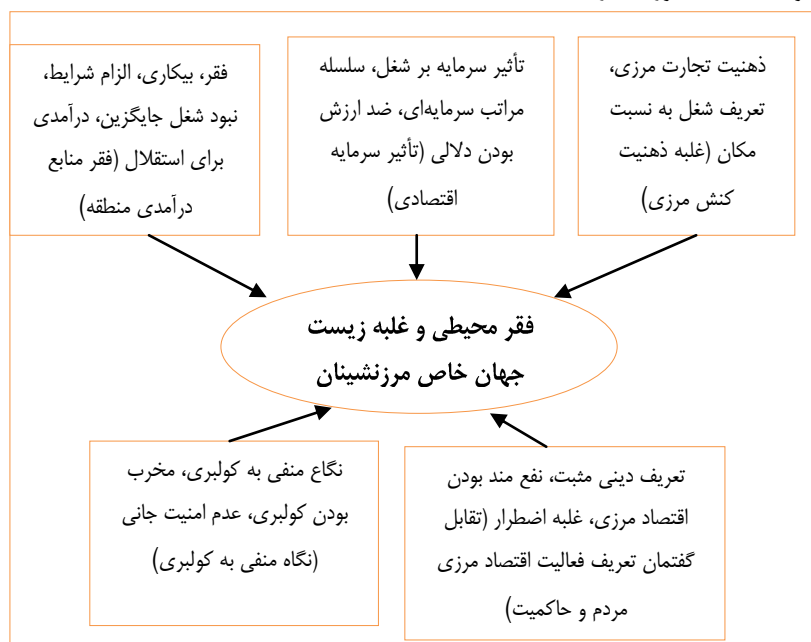 ذهنیت تجارت مرزی،
تعریف شغل به نسبت
مکان (غلبه ذهنیت
کنش مرزی)
تأثیر سرمایه بر شغل، سلسله
مراتب سرمایه‌ای، ضد ارزش
بودن دلالی (تأثیر سرمایه
اقتصادی)
فقر، بیکاری، الزام شرایط،
نبود شغل جایگزین، درآمدی
برای استقلال (فقر منابع
درآمدی منطقه)
فقر محیطی و غلبه زیست
جهان خاص مرزنشینان
تعریف دینی مثبت، نفع مند بودن
اقتصاد مرزی، غلبه اضطرار (تقابل
گفتمان تعریف فعالیت اقتصاد مرزی
مردم و حاکمیت)
نگاع منفی به کولبری، مخرب
بودن کولبری، عدم امنیت جانی
(نگاه منفی به کولبری)